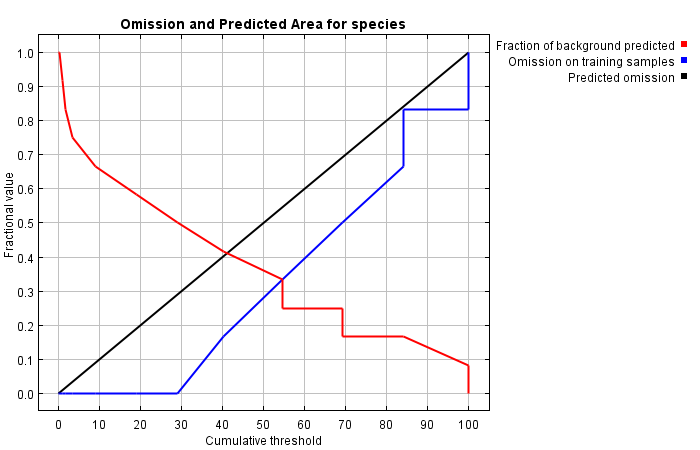 Omission and Predicted Area for species
Fraction of background predicted
Omission on training samples
Predicted omission
Fractional value
1.0
0.9
0.8
0.7
0.6
0.5
0.4
0.3
0.2
0.1
0.0
0 10 20 30 40 50 60 70 80 90 100
Cumulative threshold